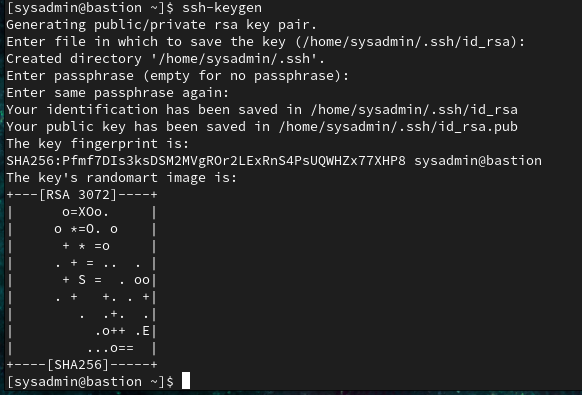 [sysadmin@bastion ~]$ ssh-keygen
Generating public/private rsa key pair.
Enter file in which to save the key (/home/sysadmin/.ssh/id_rsa):
Created directory '/home/sysadmin/.ssh'.
Enter passphrase (empty for no passphrase):
Enter same passphrase again:
Your identification has been saved in /home/sysadmin/.ssh/id_rsa
Your public key has been saved in /home/sysadmin/.ssh/id_rsa.pub
The key fingerprint is:
SHA256:Pfmf7DIs3ksDSM2MVgROr2LExRnS4PsUQWHZx77XHP8 sysadmin@bastion
The key's randomart image is:
+---[RSA 3072]----+
|      o=XOo.     |
|     o *=O. o    |
|      + * =o     |
|     . + = ..  . |
|      + S =  . oo|
|     . +   +. . +|
|        .  .+.  .|
|          .o++ .E|
|         ...o==  |
+----[SHA256]-----+
[sysadmin@bastion ~]$